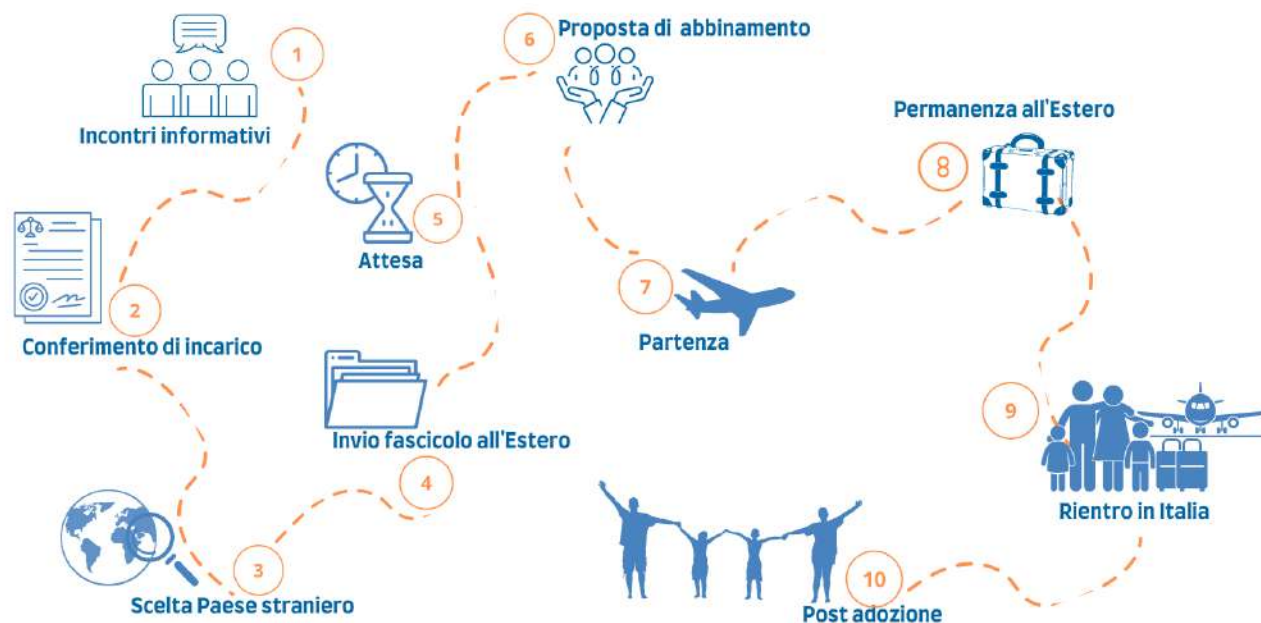 1
Incontri informativi
2
Conferimento di incarico
3
Scelta Paese straniero
4
Invio fascicolo all'Estero
5
Attesa
6
Proposta di abbinamento
7
Partenza
8
Permanenza all'Estero
9
Rientro in Italia
10
Post adozione